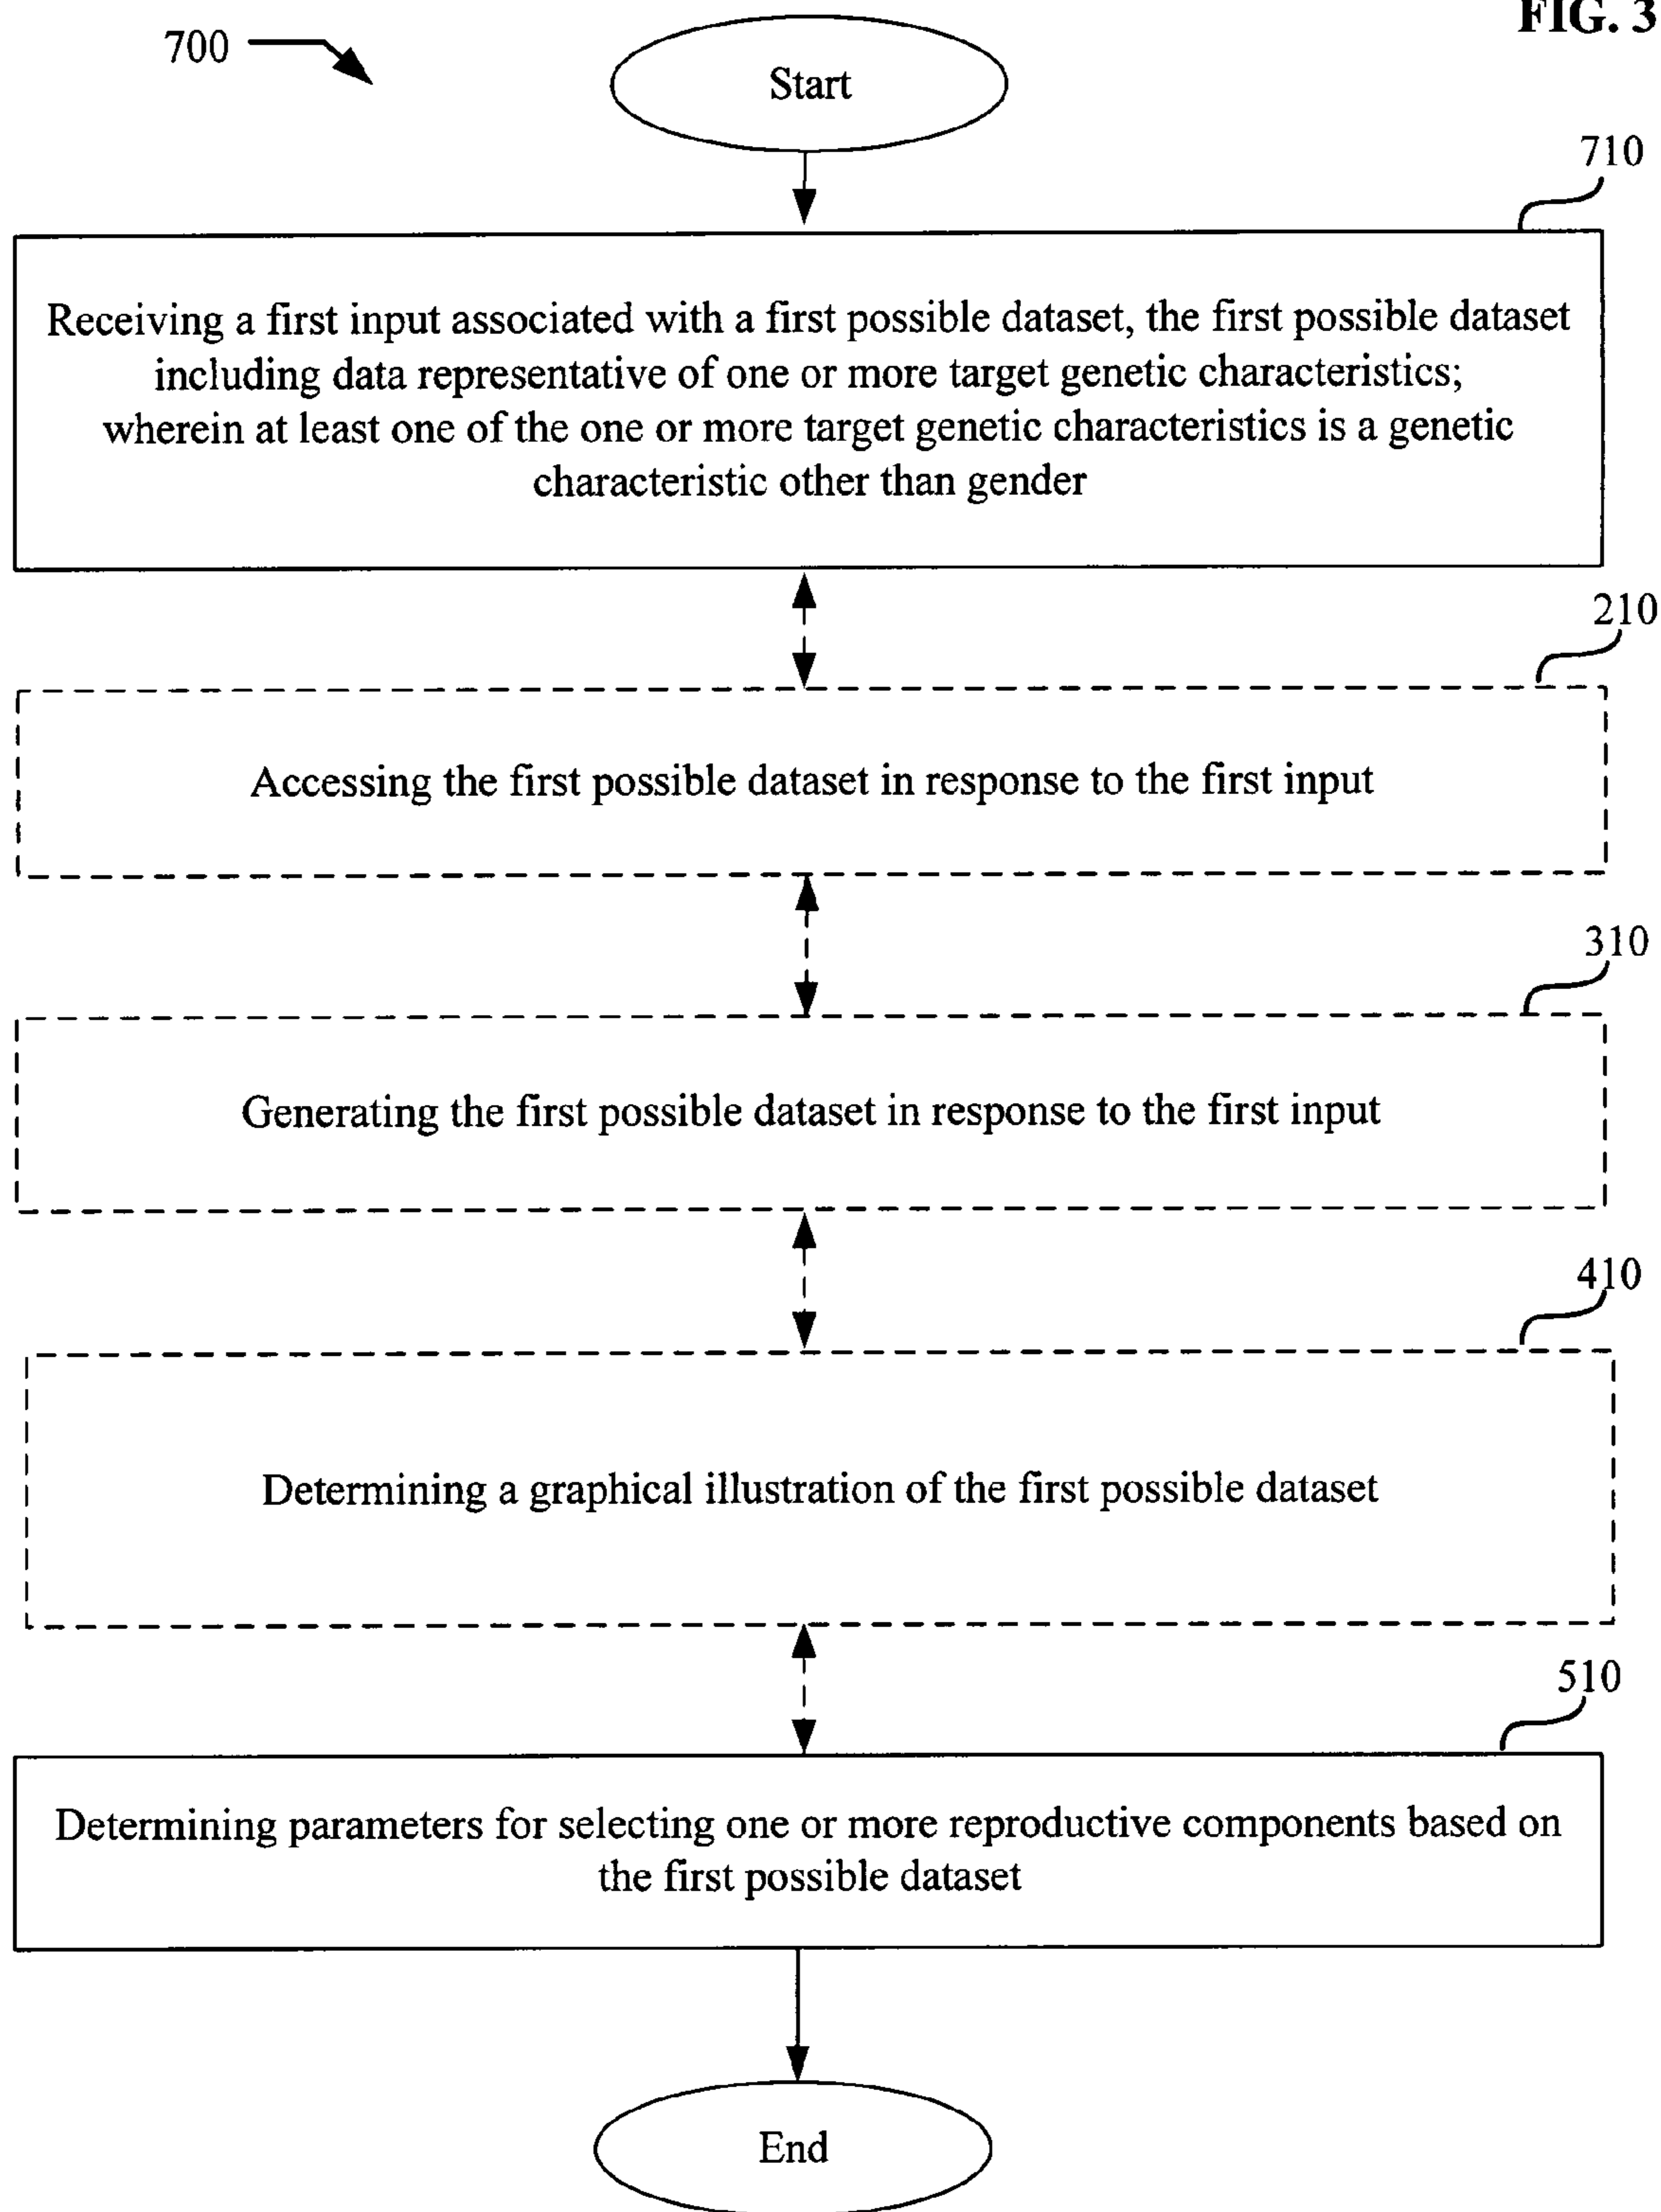 FIG. 3
700
Start
710
Receiving a first input associated with a first possible dataset, the first possible dataset
including data representative of one or more target genetic characteristics;
wherein at least one of the one or more target genetic characteristics is a genetic
characteristic other than gender
210
Accessing the first possible dataset in response to the first input
310
Generating the first possible dataset in response to the first input
410
Determining a graphical illustration of the first possible dataset
510
Determining parameters for selecting one or more reproductive components based on
the first possible dataset
End